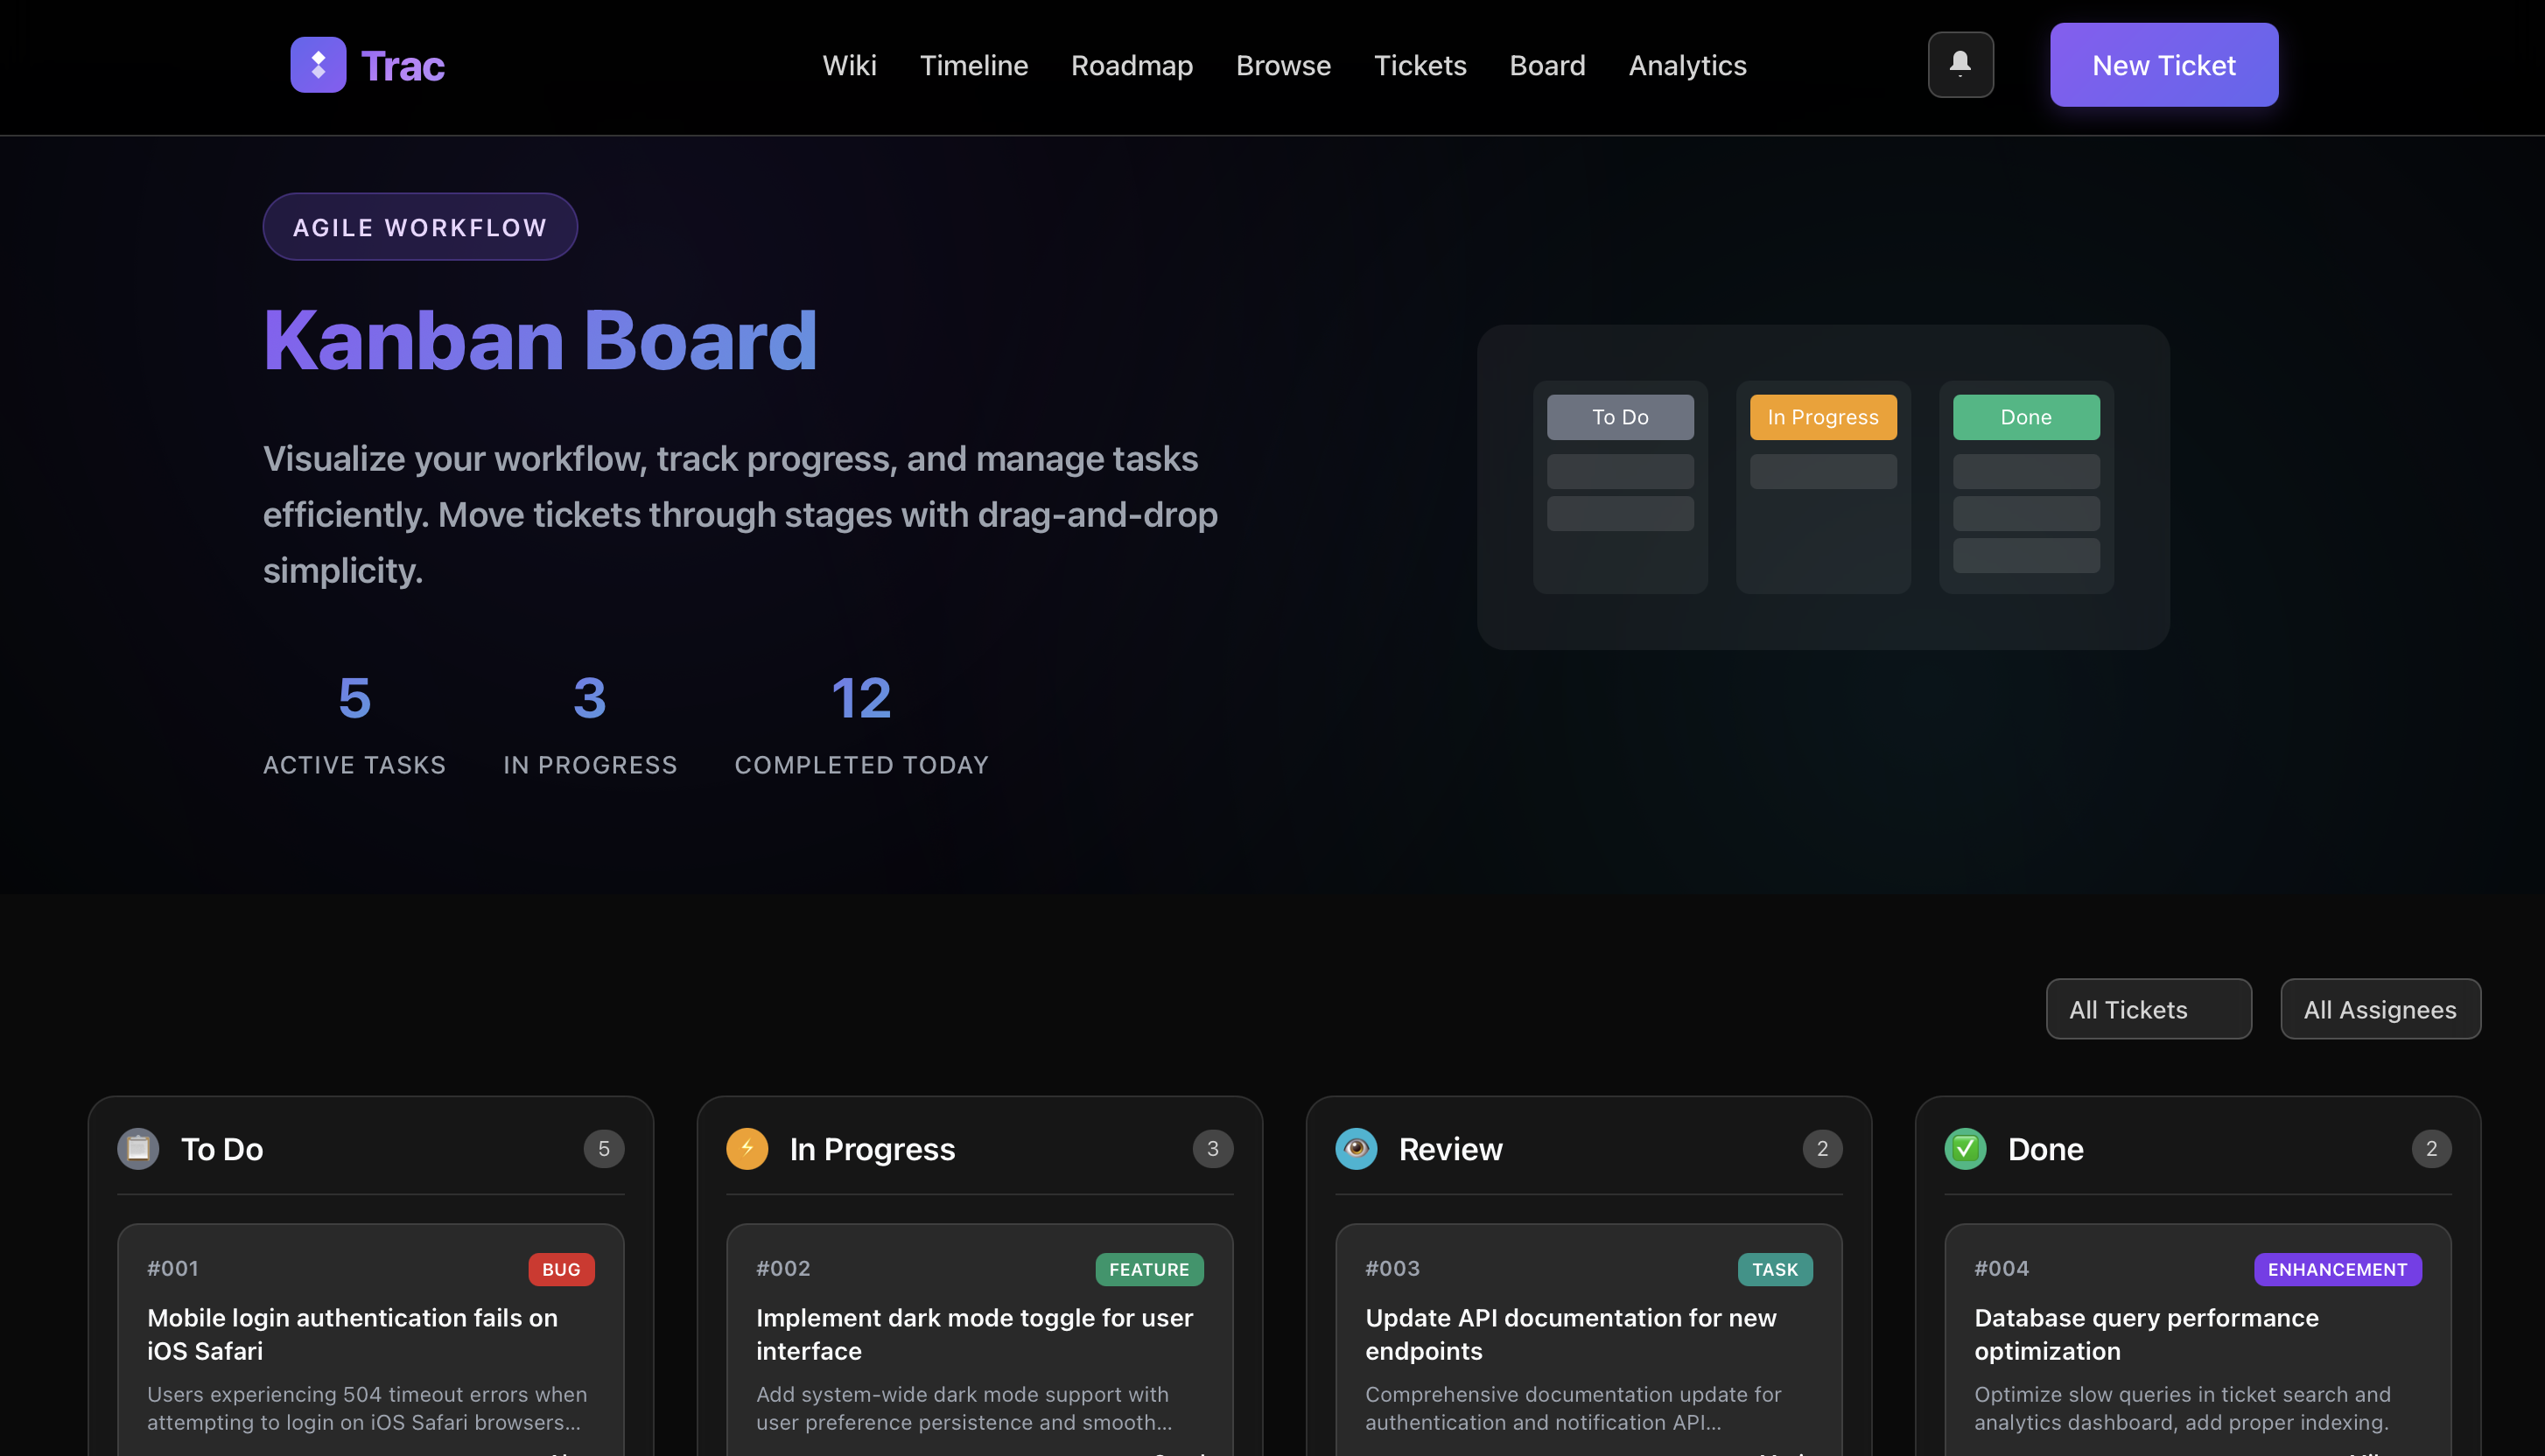 Trac
Wiki
Timeline
Roadmap
Browse
Tickets
Board
Analytics
New Ticket
AGILE WORKFLOW
Kanban Board
Visualize your workflow, track progress, and manage tasks
efficiently. Move tickets through stages with drag-and-drop
simplicity.
5
ACTIVE TASKS
3
IN PROGRESS
12
COMPLETED TODAY
To Do
In Progress
Done
All Tickets
All Assignees
To Do
5
#001
BUG
Mobile login authentication fails on
iOS Safari
Users experiencing 504 timeout errors when
attempting to login on iOS Safari browsers...
In Progress
3
#002
FEATURE
Implement dark mode toggle for user
interface
Add system-wide dark mode support with
user preference persistence and smooth...
Review
2
#003
TASK
Update API documentation for new
endpoints
Comprehensive documentation update for
authentication and notification API...
Done
2
#004
ENHANCEMENT
Database query performance
optimization
Optimize slow queries in ticket search and
analytics dashboard, add proper indexing.